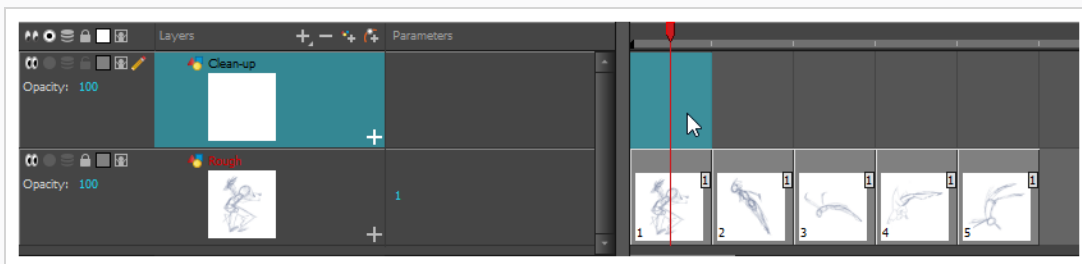 Layers Parameters
Clean-up
Opacity: 100
Rough
Opacity: 100
1
1 1 1 1 1
1 2 3 4 5